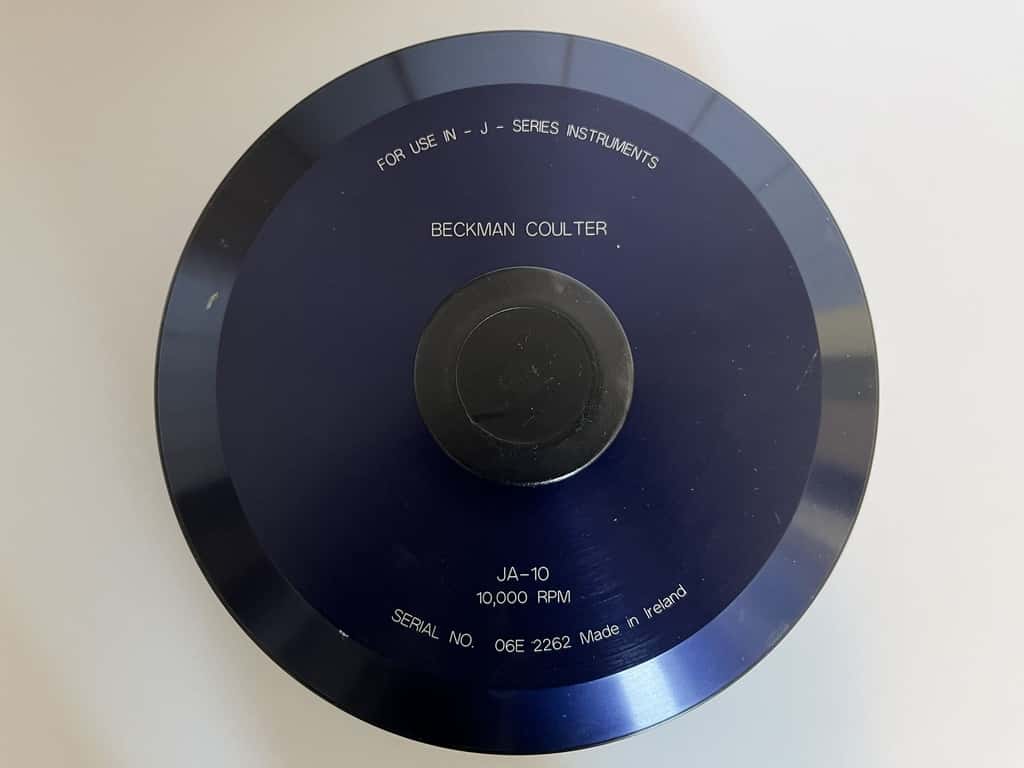 FOR USE IN - J - SERIES INSTRUMENTS
BECKMAN COULTER
JA-10
10,000 RPM
SERIAL NO. 06E 2262 Made in Ireland